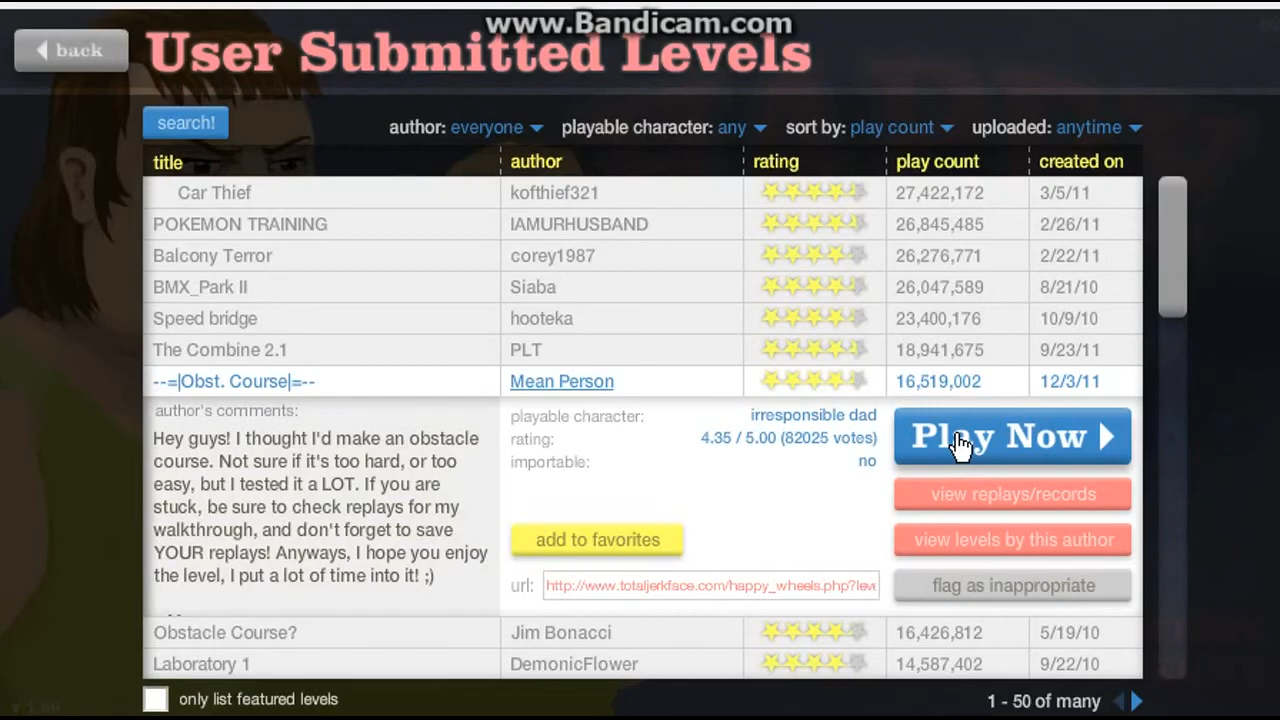 www.Bandicam.com
back
User Submitted Levels
search!
author: everyone playable character: any sort by: play count uploaded: anytime
title author rating play count created on
Car Thief kofthief321 27,422,172 3/5/11
POKEMON TRAINING IAMURHUSBAND 26,845,485 2/26/11
Balcony Terror corey1987 26,276,771 2/22/11
BMX_Park II Siaba 26,047,589 8/21/10
Speed bridge hooteka 23,400,176 10/9/10
The Combine 2.1 PLT 18,941,675 9/23/11
--=|Obst. Course|=-- Mean Person 16,519,002 12/3/11
author's comments:
Hey guys! I thought I'd make an obstacle
course. Not sure if it's too hard, or too
easy, but I tested it a LOT. If you are
stuck, be sure to check replays for my
walkthrough, and don't forget to save
YOUR replays! Anyways, I hope you enjoy
the level, I put a lot of time into it! ;)
playable character: irresponsible dad
rating: 4.35 / 5.00 (82025 votes)
importable: no
add to favorites
url: http://www.totaljerkface.com/happy_wheels.php?leve
Play Now
view replays/records
view levels by this author
flag as inappropriate
Obstacle Course? Jim Bonacci 16,426,812 5/19/10
Laboratory 1 DemonicFlower 14,587,402 9/22/10
only list featured levels
1 - 50 of many